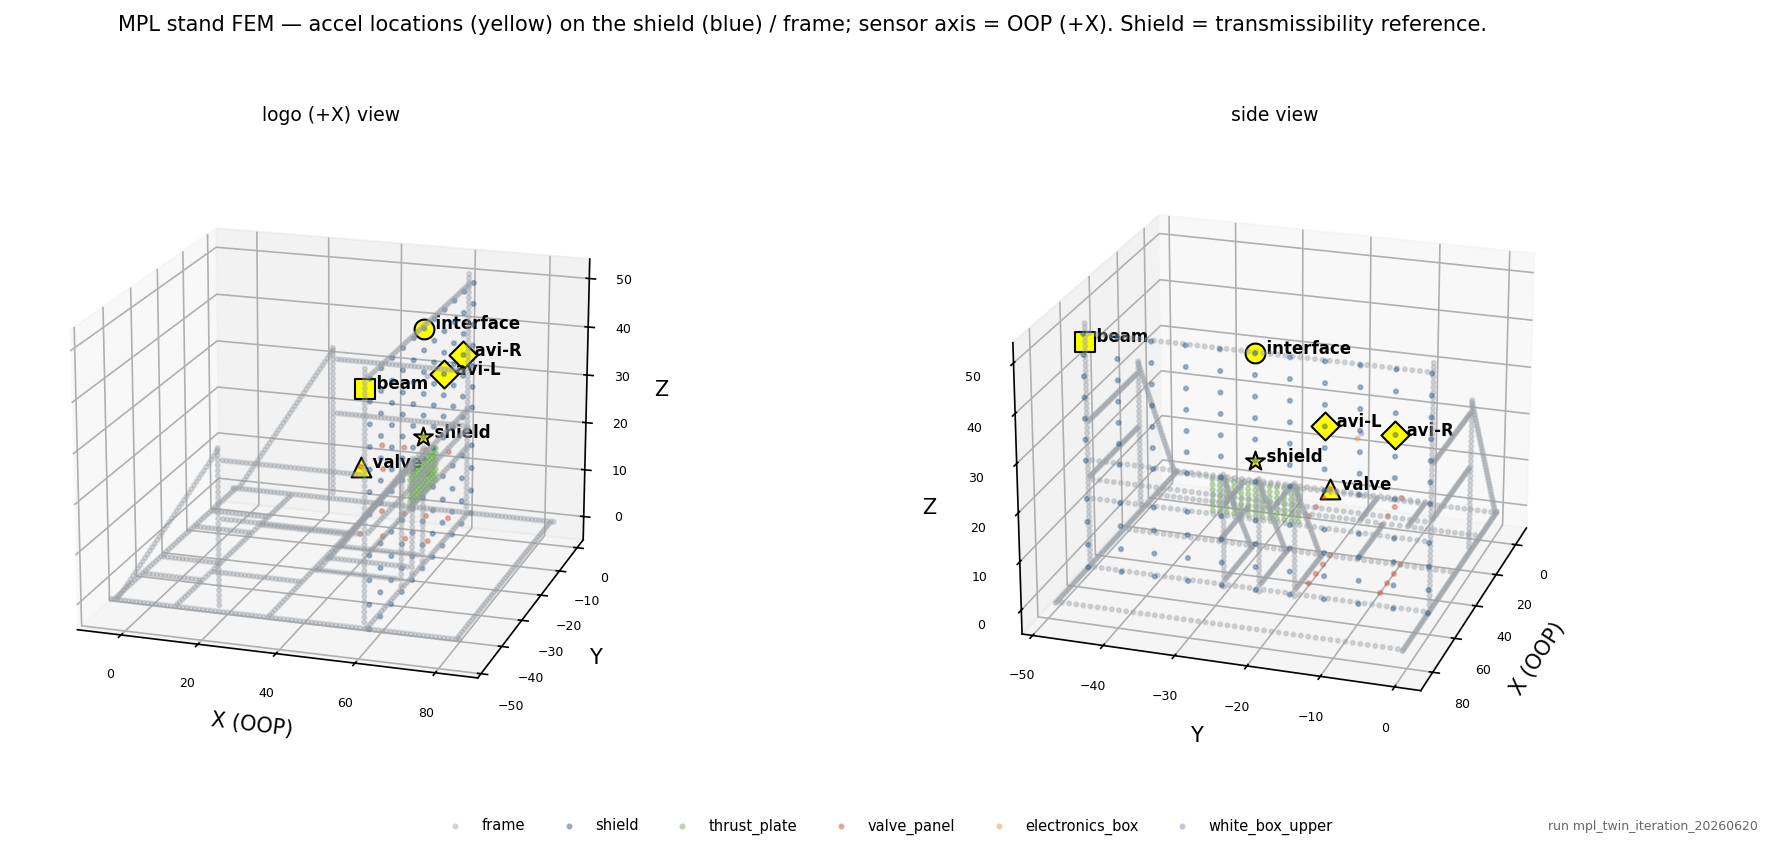 MPL stand FEM — accel locations (yellow) on the shield (blue) / frame; sensor axis = OOP (+X). Shield = transmissibility reference.
logo (+X) view
interface
avi-R
avi-L
beam
shield
valve
50
40
30
20
10
0
Z
0
−10
−20
−30
−40
−50
Y
0
20
40
60
80
X (OOP)
side view
beam
interface
avi-L
avi-R
shield
valve
50
40
30
20
10
0
Z
−50
−40
−30
−20
−10
0
Y
0
20
40
60
80
X (OOP)
frame
shield
thrust_plate
valve_panel
electronics_box
white_box_upper
run mpl_twin_iteration_20260620